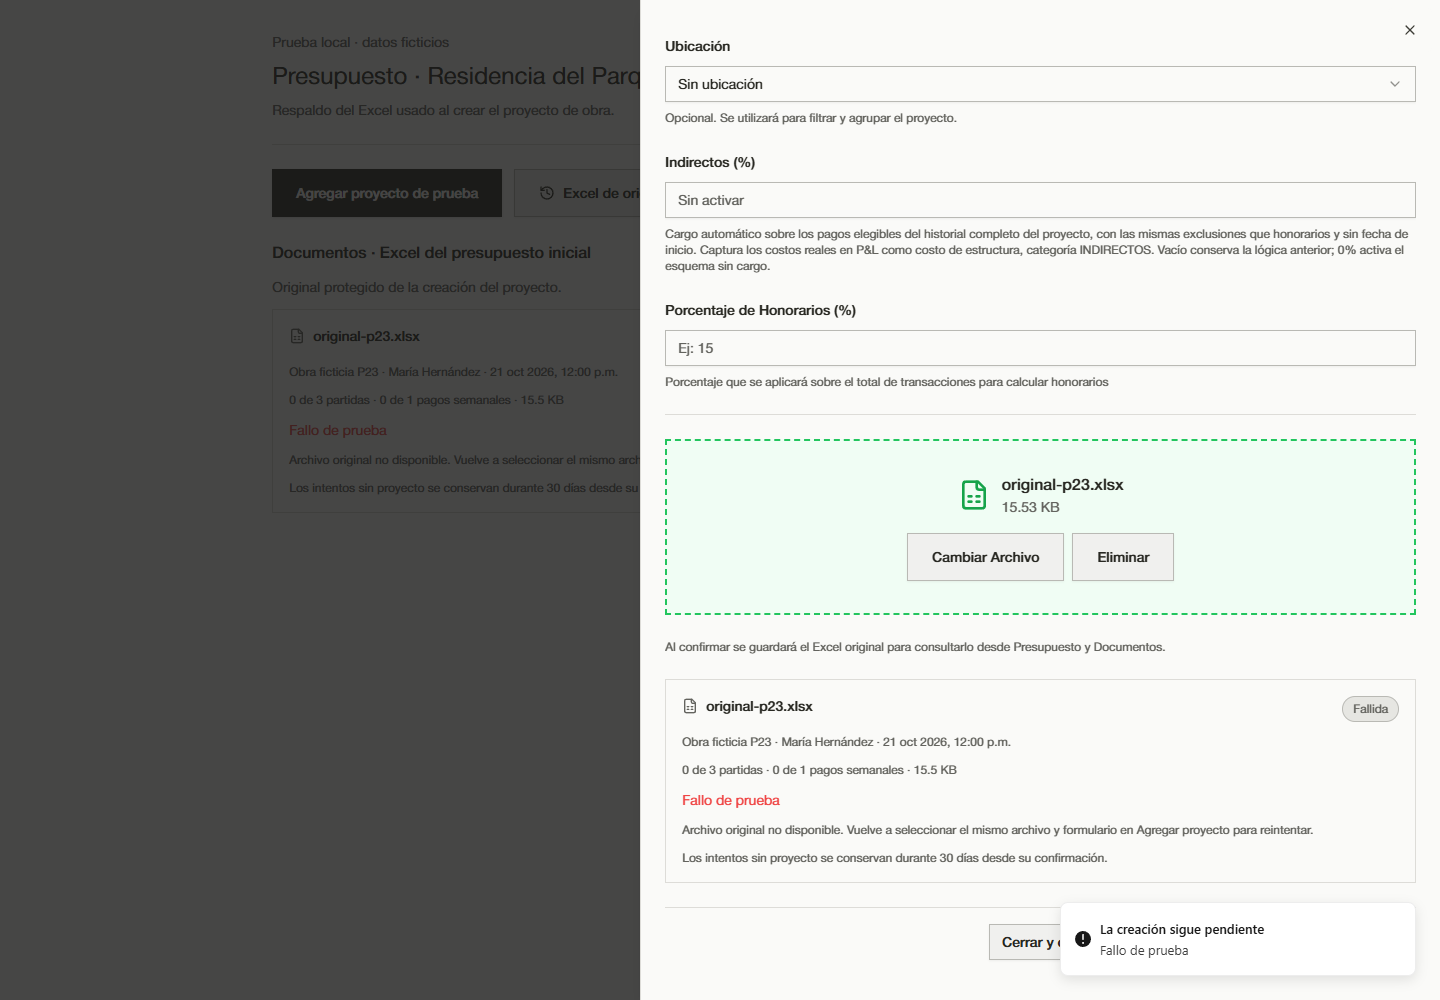 Prueba local · datos ficticios
Presupuesto · Residencia del Parq
Respaldo del Excel usado al crear el proyecto de obra.
Agregar proyecto de prueba
Excel de ori
Documentos · Excel del presupuesto inicial
Original protegido de la creación del proyecto.
original-p23.xlsx
Obra ficticia P23 · María Hernández · 21 oct 2026, 12:00 p.m.
0 de 3 partidas · 0 de 1 pagos semanales · 15.5 KB
Fallo de prueba
Archivo original no disponible. Vuelve a seleccionar el mismo arch
Los intentos sin proyecto se conservan durante 30 días desde su
Ubicación
Sin ubicación
Opcional. Se utilizará para filtrar y agrupar el proyecto.
Indirectos (%)
Sin activar
Cargo automático sobre los pagos elegibles del historial completo del proyecto, con las mismas exclusiones que honorarios y sin fecha de
inicio. Captura los costos reales en P&L como costo de estructura, categoría INDIRECTOS. Vacío conserva la lógica anterior; 0% activa el
esquema sin cargo.
Porcentaje de Honorarios (%)
Ej: 15
Porcentaje que se aplicará sobre el total de transacciones para calcular honorarios
original-p23.xlsx
15.53 KB
Cambiar Archivo
Eliminar
Al confirmar se guardará el Excel original para consultarlo desde Presupuesto y Documentos.
original-p23.xlsx
Fallida
Obra ficticia P23 · María Hernández · 21 oct 2026, 12:00 p.m.
0 de 3 partidas · 0 de 1 pagos semanales · 15.5 KB
Fallo de prueba
Archivo original no disponible. Vuelve a seleccionar el mismo archivo y formulario en Agregar proyecto para reintentar.
Los intentos sin proyecto se conservan durante 30 días desde su confirmación.
Cerrar y
La creación sigue pendiente
Fallo de prueba